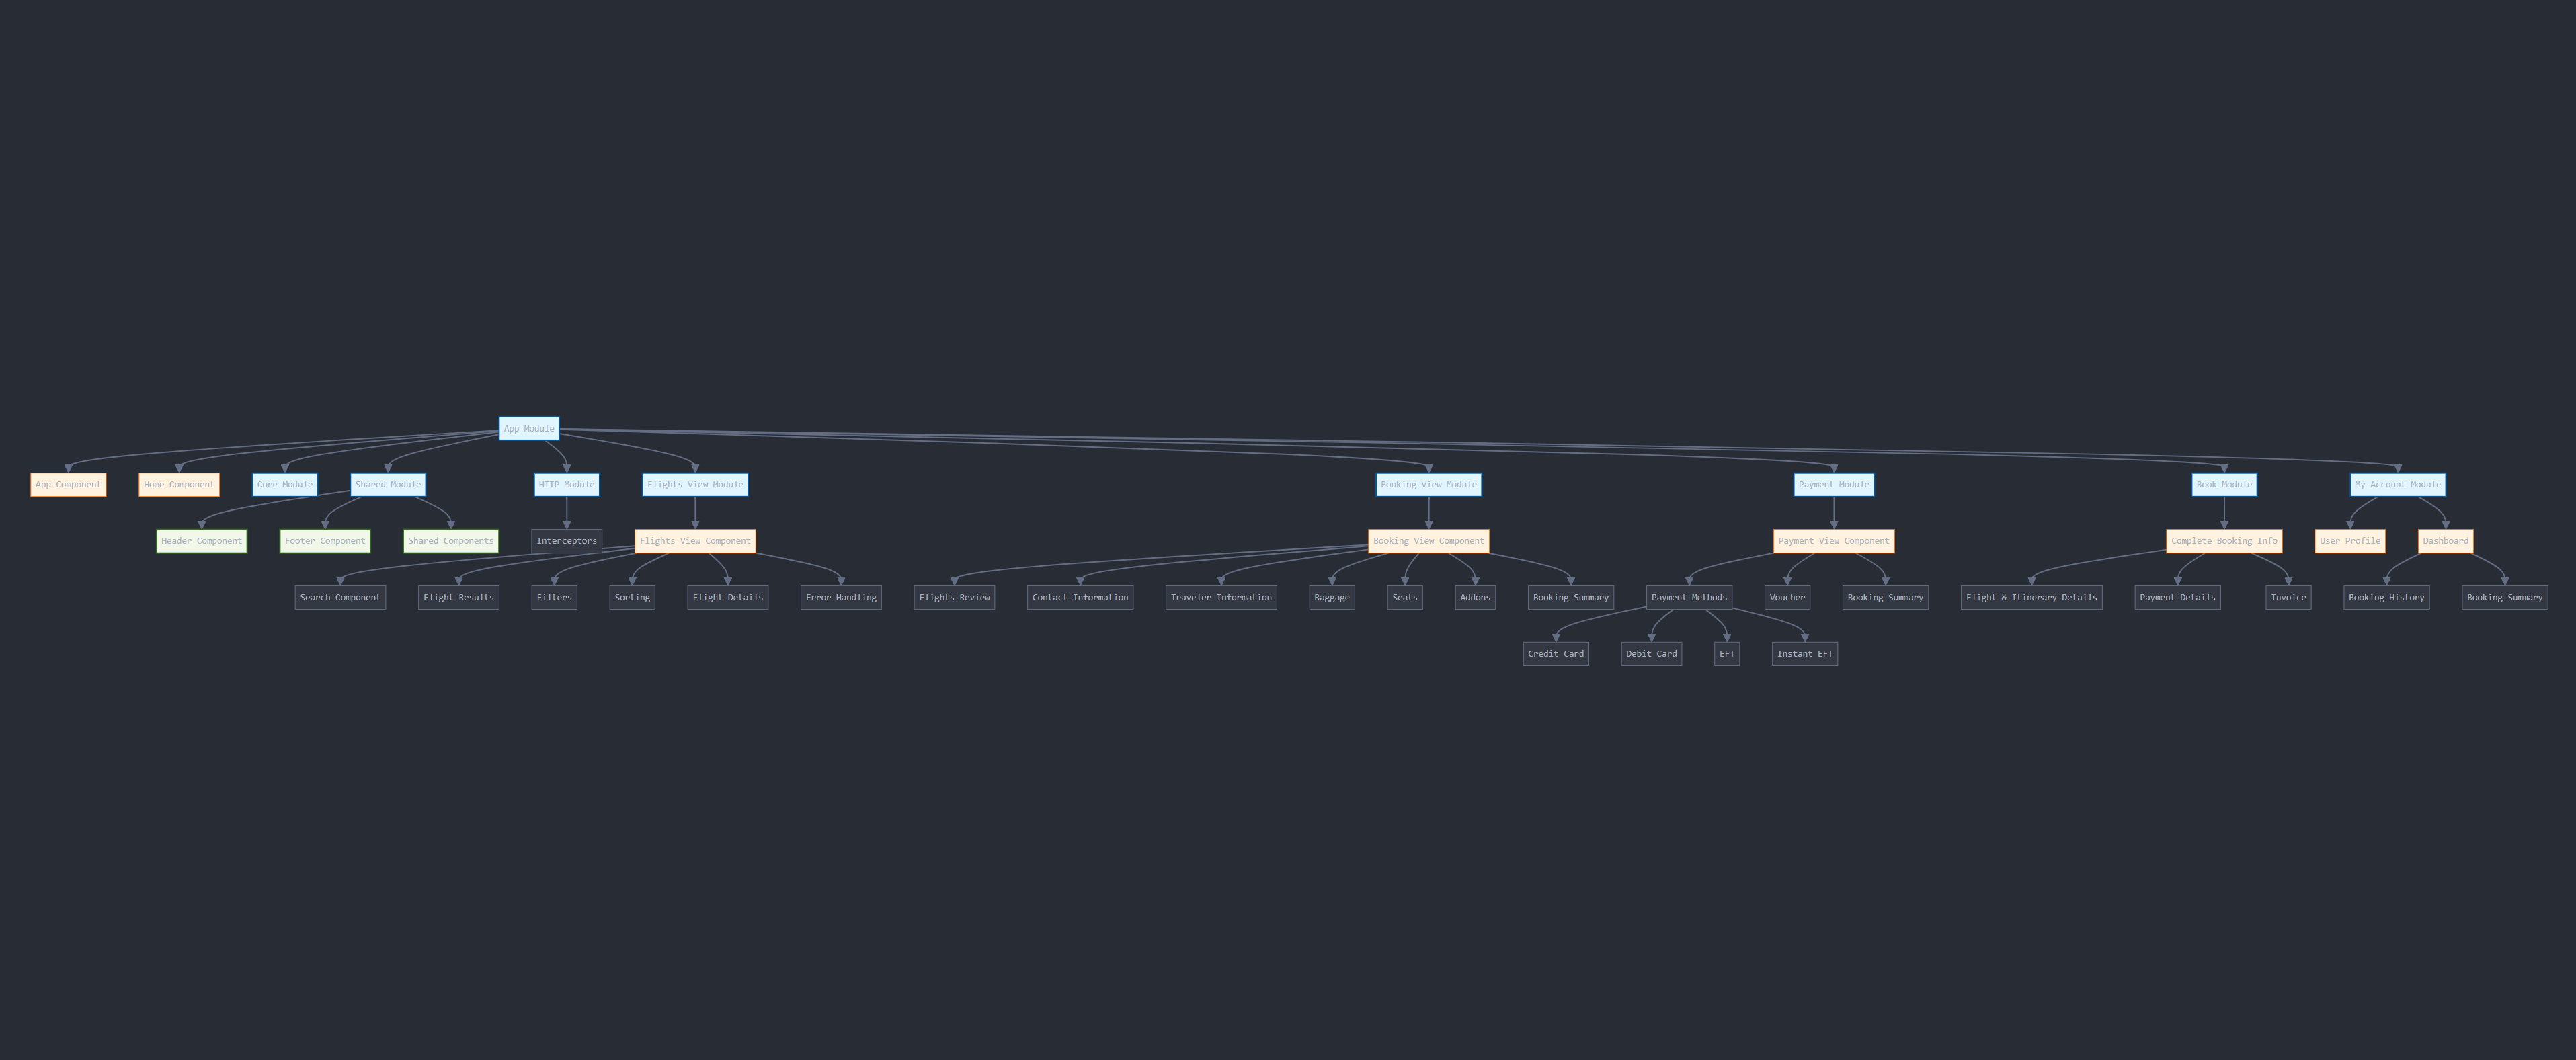 App Module
App Component
Home Component
Core Module
Shared Module
HTTP Module
Flights View Module
Booking View Module
Payment Module
Book Module
My Account Module
Header Component
Footer Component
Shared Components
Interceptors
Flights View Component
Booking View Component
Payment View Component
Complete Booking Info
User Profile
Dashboard
Search Component
Flight Results
Filters
Sorting
Flight Details
Error Handling
Flights Review
Contact Information
Traveler Information
Baggage
Seats
Addons
Booking Summary
Payment Methods
Voucher
Booking Summary
Flight & Itinerary Details
Payment Details
Invoice
Booking History
Booking Summary
Credit Card
Debit Card
EFT
Instant EFT